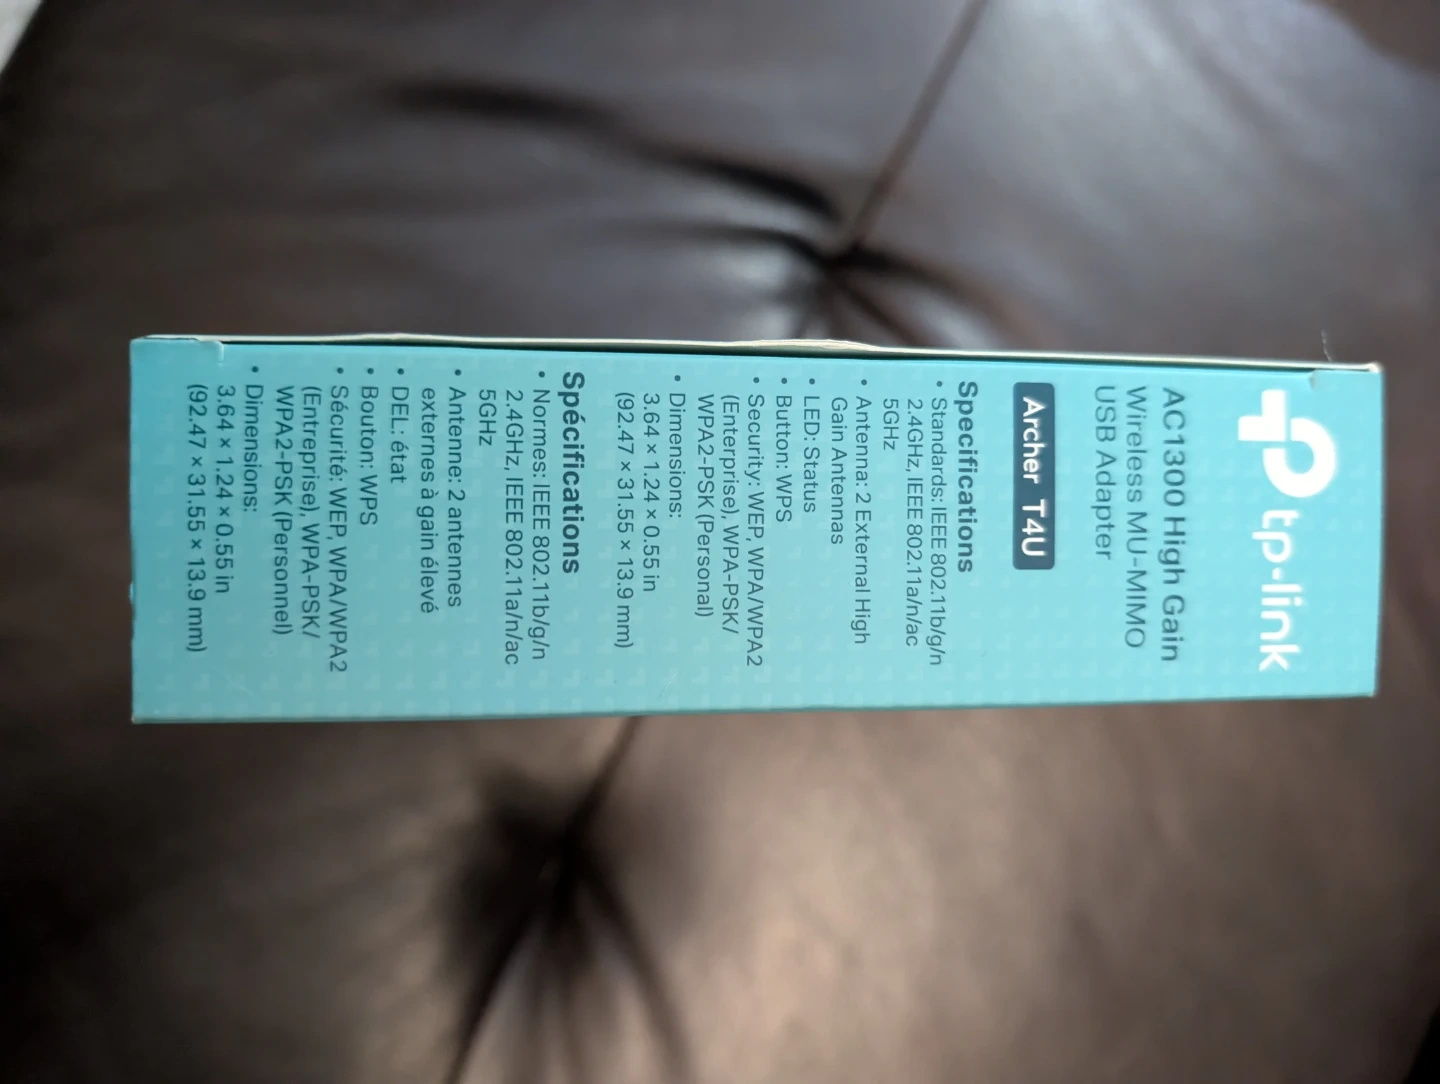 tp-link
AC1300 High Gain
Wireless MU-MIMO
USB Adapter
Archer T4U
Specifications
• Standards: IEEE 802.11b/g/n
2.4GHz, IEEE 802.11a/n/ac
5GHz
• Antenna: 2 External High
Gain Antennas
• LED: Status
• Button: WPS
• Security: WEP, WPA/WPA2
(Enterprise), WPA-PSK/
WPA2-PSK (Personal)
• Dimensions:
3.64 × 1.24 × 0.55 in
(92.47 × 31.55 × 13.9 mm)
Spécifications
• Normes: IEEE 802.11b/g/n
2.4GHz, IEEE 802.11a/n/ac
5GHz
• Antenne: 2 antennes
externes à gain élevé
• DEL: état
• Bouton: WPS
• Sécurité: WEP, WPA/WPA2
(Entreprise), WPA-PSK/
WPA2-PSK (Personnel)
• Dimensions:
3.64 × 1.24 × 0.55 in
(92.47 × 31.55 × 13.9 mm)